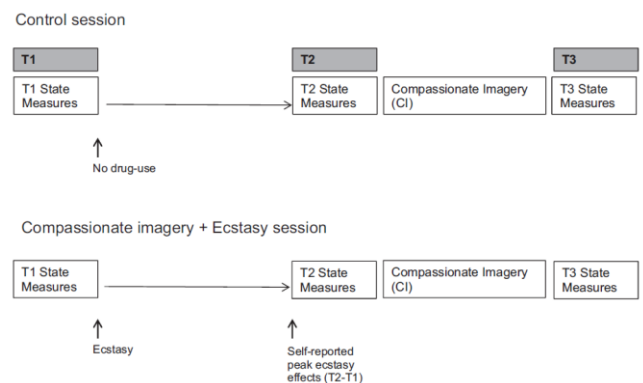 Control session
T1
T2
T3
T1 State
Measures
T2 State
Measures
Compassionate Imagery
(CI)
T3 State
Measures
No drug-use
Compassionate imagery + Ecstasy session
T1 State
Measures
T2 State
Measures
Compassionate Imagery
(CI)
T3 State
Measures
Ecstasy
Self-reported
peak ecstasy
effects (T2-T1)